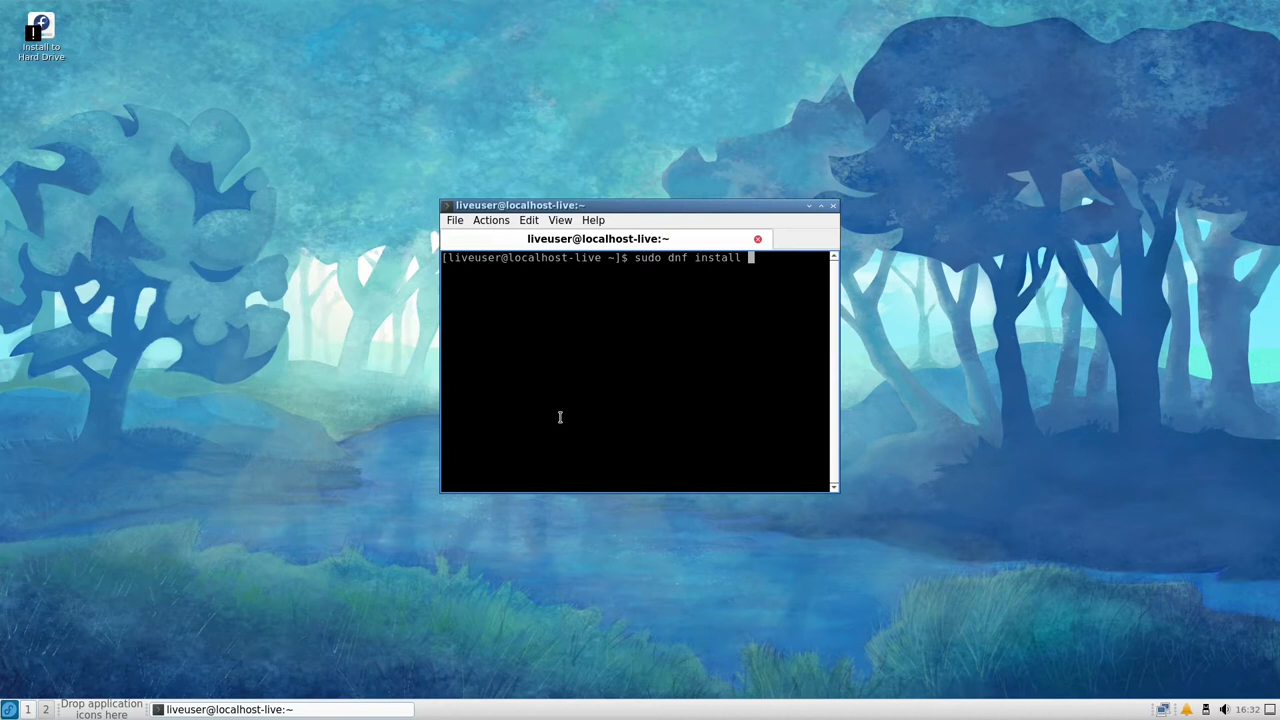 Install to
Hard Drive
liveuser@localhost-live:~
File Actions Edit View Help
liveuser@localhost-live:~
[liveuser@localhost-live ~]$ sudo dnf install
1 2 Drop application
icons here
liveuser@localhost-live:~
16:32